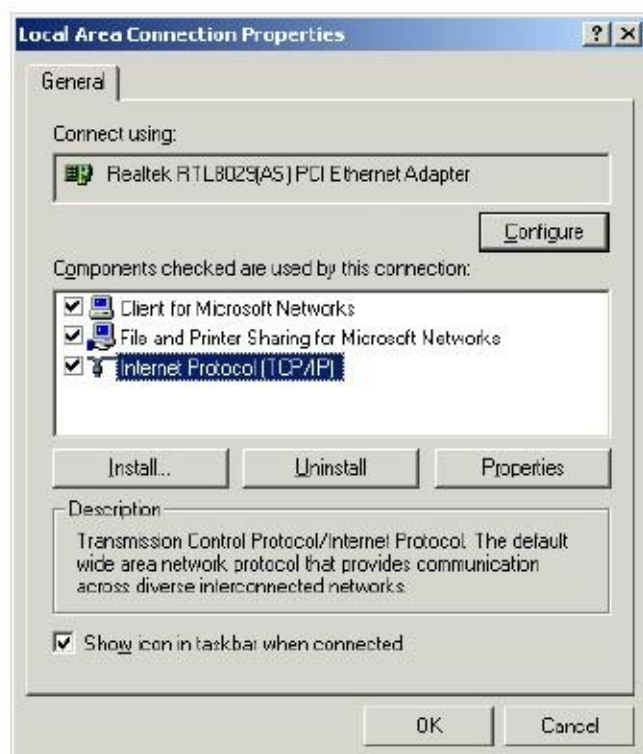 Local Area Connection Properties
General
Connect using:
Realtek RTL8029(AS) PCI Ethernet Adapter
Configure
Components checked are used by this connection:
Client for Microsoft Networks
File and Printer Sharing for Microsoft Networks
Internet Protocol (TCP/IP)
Install...
Uninstall
Properties
Description
Transmission Control Protocol/Internet Protocol. The default
wide area network protocol that provides communication
across diverse interconnected networks.
Show icon in taskbar when connected
OK
Cancel